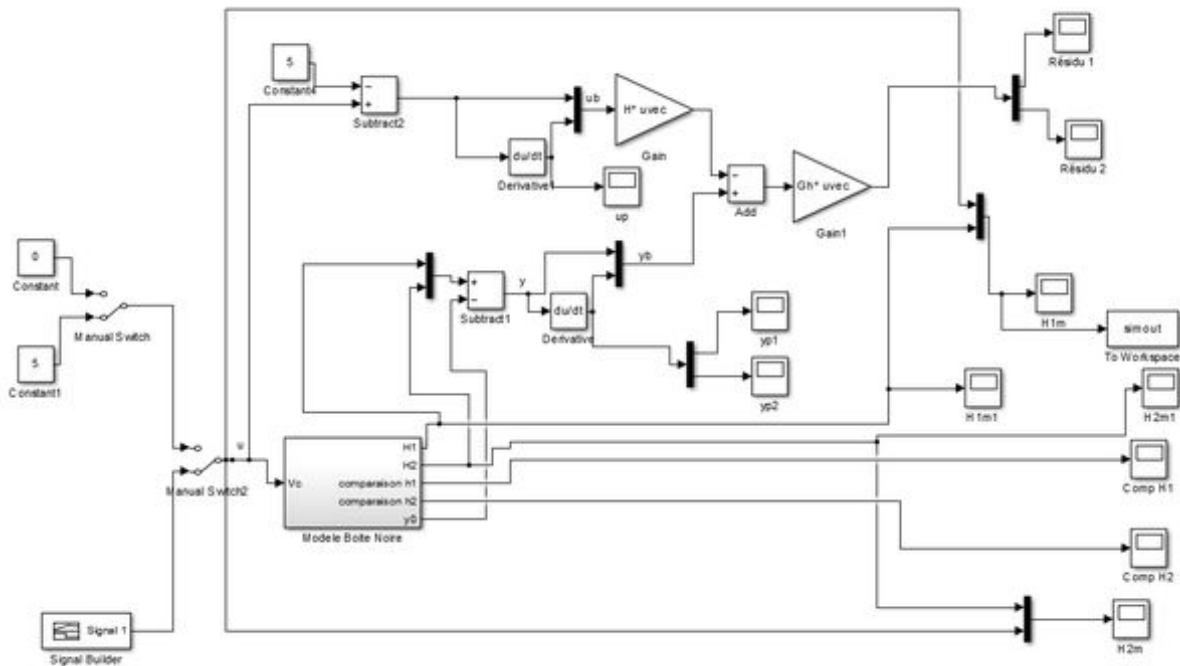 Résidu 1
5
Constant4
Subtract2
ub
H* uvec
Gain
du/dt
Derivative1
up
Résidu 2
Add
Gh* uvec
Gain1
0
Constant
Manual Switch
5
Constant1
y
yb
Subtract1
du/dt
Derivative
yp1
yp2
H1m
simout
To Workspace
H1m1
H2m1
u
Manual Switch2
Vc
H1
H2
comparaison h1
comparaison h2
y0
Modele Boite Noire
Comp H1
Comp H2
Signal 1
Signal Builder
H2m